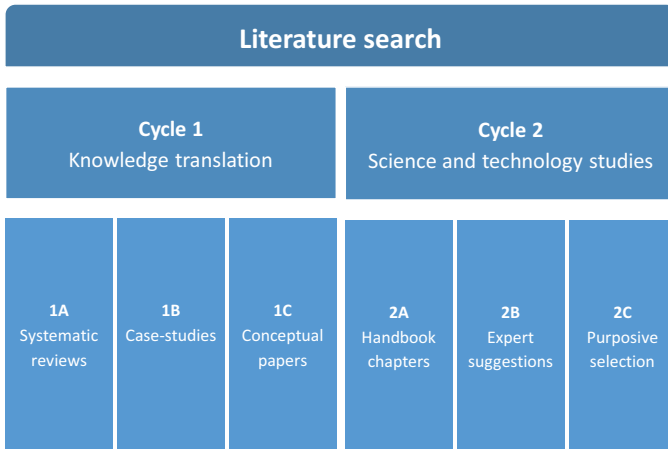 Literature search
Cycle 1
Knowledge translation
Cycle 2
Science and technology studies
1A
Systematic
reviews
1B
Case-studies
1C
Conceptual
papers
2A
Handbook
chapters
2B
Expert
suggestions
2C
Purposive
selection